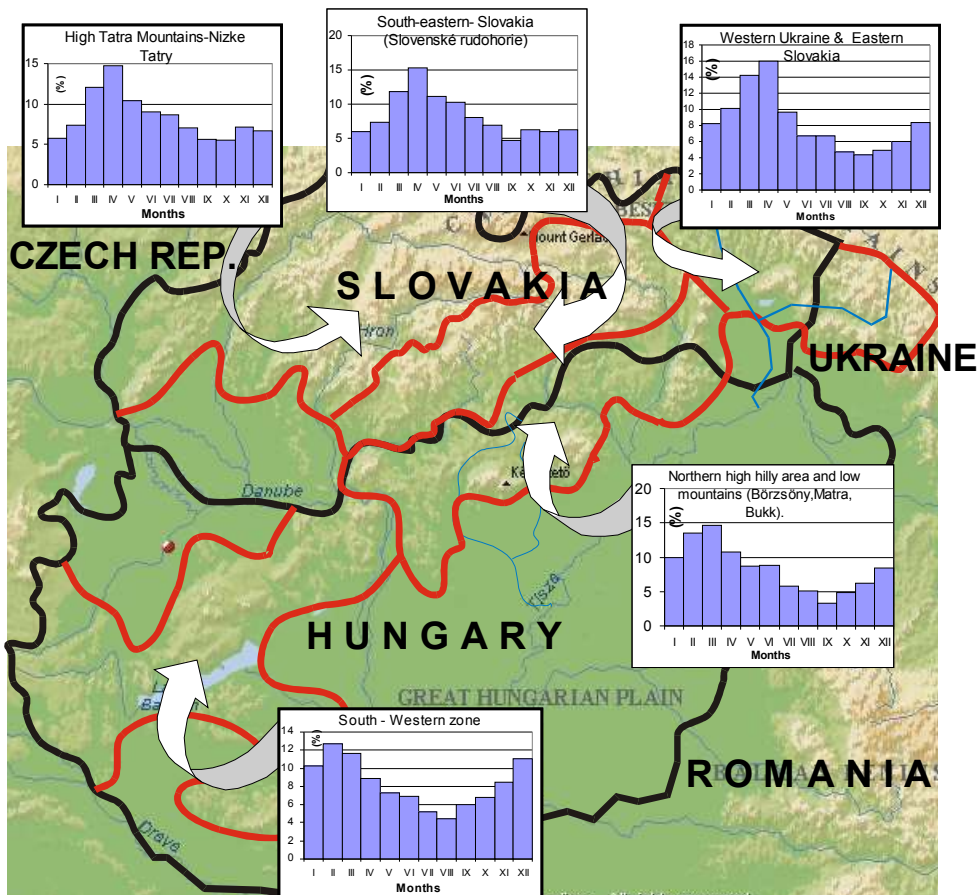 High Tatra Mountains-Nizke
Tatry
(%)
15
10
5
0
I II III IV V VI VII VIII IX X XI XII
Months
South-eastern- Slovakia
(Slovenské rudohorie)
(%)
20
15
10
5
0
I II III IV V VI VII VIII IX X XI XII
Months
Western Ukraine & Eastern
Slovakia
(%)
18
16
14
12
10
8
6
4
2
0
I II III IV V VI VII VIII IX X XI XII
Months
CZECH REP.
Mount
SLOVAKIA
Hron
UKRAINE
Danube
Tisza
HUNGARY
GREAT HUNGARIAN PLAIN
Northern high hilly area and low
mountains (Börzsöny,Matra,
Bukk).
(%)
20
15
10
5
0
I II III IV V VI VII VIII IX X XI XII
Months
ROMANIA
South - Western zone
(%)
14
12
10
8
6
4
2
0
I II III IV V VI VII VIII IX X XI XII
Months
Drava